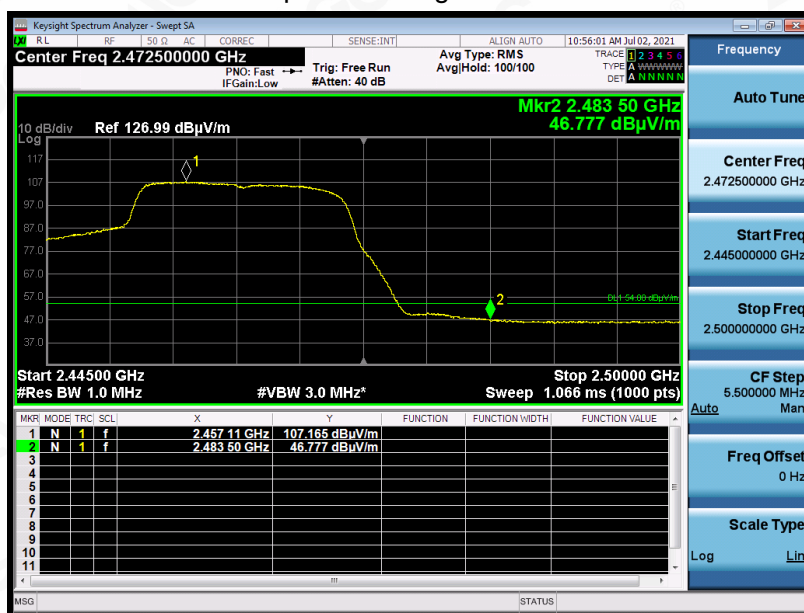 Keysight Spectrum Analyzer - Swept SA
LXI RL RF 50 Ω AC CORREC SENSE:INT ALIGN AUTO 10:56:01 AM Jul 02, 2021
Center Freq 2.472500000 GHz
PNO: Fast
IFGain:Low
Trig: Free Run
#Atten: 40 dB
Avg Type: RMS
Avg|Hold: 100/100
TRACE 1 2 3 4 5 6
TYPE A WWWWW
DET A N N N N N
Mkr2 2.483 50 GHz
46.777 dBµV/m
10 dB/div Ref 126.99 dBµV/m
Log
117
107
97.0
87.0
77.0
67.0
57.0
47.0
37.0
1
2
DL1 54.00 dBµV/m
Start 2.44500 GHz Stop 2.50000 GHz
#Res BW 1.0 MHz #VBW 3.0 MHz* Sweep 1.066 ms (1000 pts)
MKR MODE TRC SCL X Y FUNCTION FUNCTION WIDTH FUNCTION VALUE
1 N 1 f 2.457 11 GHz 107.165 dBµV/m
2 N 1 f 2.483 50 GHz 46.777 dBµV/m
3
4
5
6
7
8
9
10
11
MSG STATUS
Frequency
Auto Tune
Center Freq
2.472500000 GHz
Start Freq
2.445000000 GHz
Stop Freq
2.500000000 GHz
CF Step
5.500000 MHz
Auto Man
Freq Offset
0 Hz
Scale Type
Log Lin